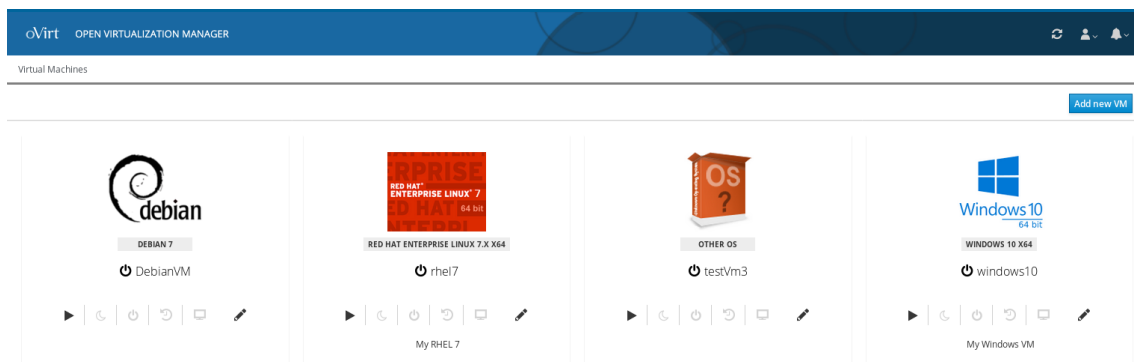 oVirt OPEN VIRTUALIZATION MANAGER
Virtual Machines
Add new VM
debian
RED HAT
ENTERPRISE LINUX 7
64 bit
OS
?
Windows 10
64 bit
DEBIAN 7
RED HAT ENTERPRISE LINUX 7.X X64
OTHER OS
WINDOWS 10 X64
DebianVM
rhel7
testVm3
windows10
My RHEL 7
My Windows VM